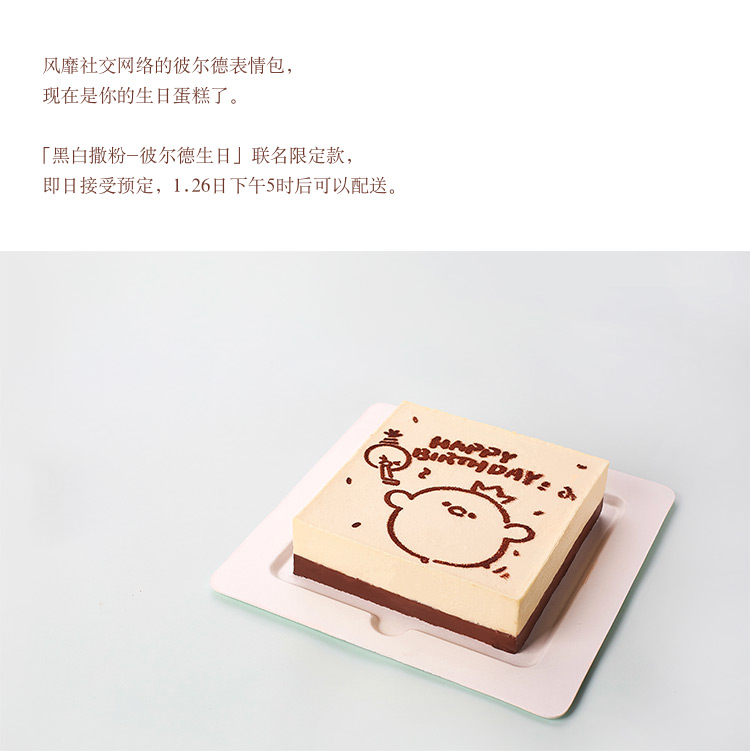 风靡社交网络的彼尔德表情包，
现在是你的生日蛋糕了。
「黑白撒粉–彼尔德生日」联名限定款，
即日接受预定，1.26日下午5时后可以配送。
HAPPY
BIRTHDAY!